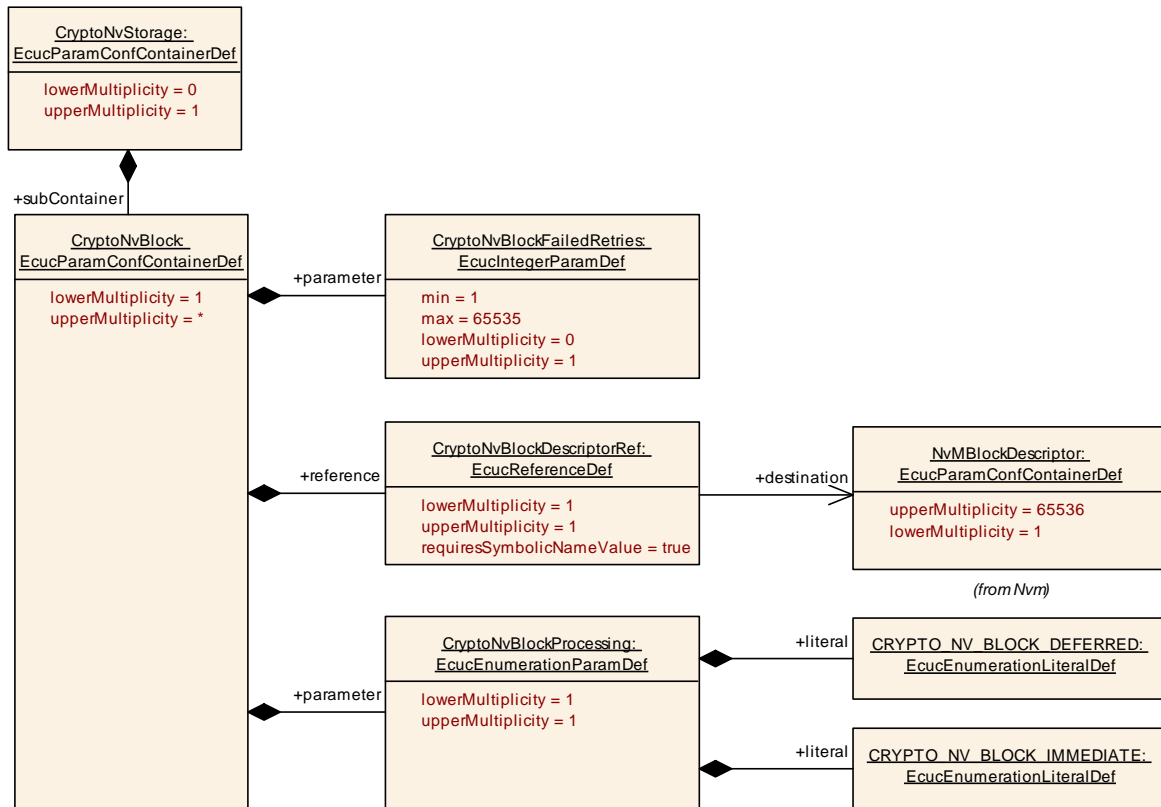 CryptoNvStorage:
EcucParamConfContainerDef
lowerMultiplicity = 0
upperMultiplicity = 1
+subContainer
CryptoNvBlock:
EcucParamConfContainerDef
lowerMultiplicity = 1
upperMultiplicity = *
+parameter
CryptoNvBlockFailedRetries:
EcucIntegerParamDef
min = 1
max = 65535
lowerMultiplicity = 0
upperMultiplicity = 1
+reference
CryptoNvBlockDescriptorRef:
EcucReferenceDef
lowerMultiplicity = 1
upperMultiplicity = 1
requiresSymbolicNameValue = true
+destination
NvMBlockDescriptor:
EcucParamConfContainerDef
upperMultiplicity = 65536
lowerMultiplicity = 1
(from Nvm)
+parameter
CryptoNvBlockProcessing:
EcucEnumerationParamDef
lowerMultiplicity = 1
upperMultiplicity = 1
+literal
CRYPTO_NV_BLOCK_DEFERRED:
EcucEnumerationLiteralDef
+literal
CRYPTO_NV_BLOCK_IMMEDIATE:
EcucEnumerationLiteralDef